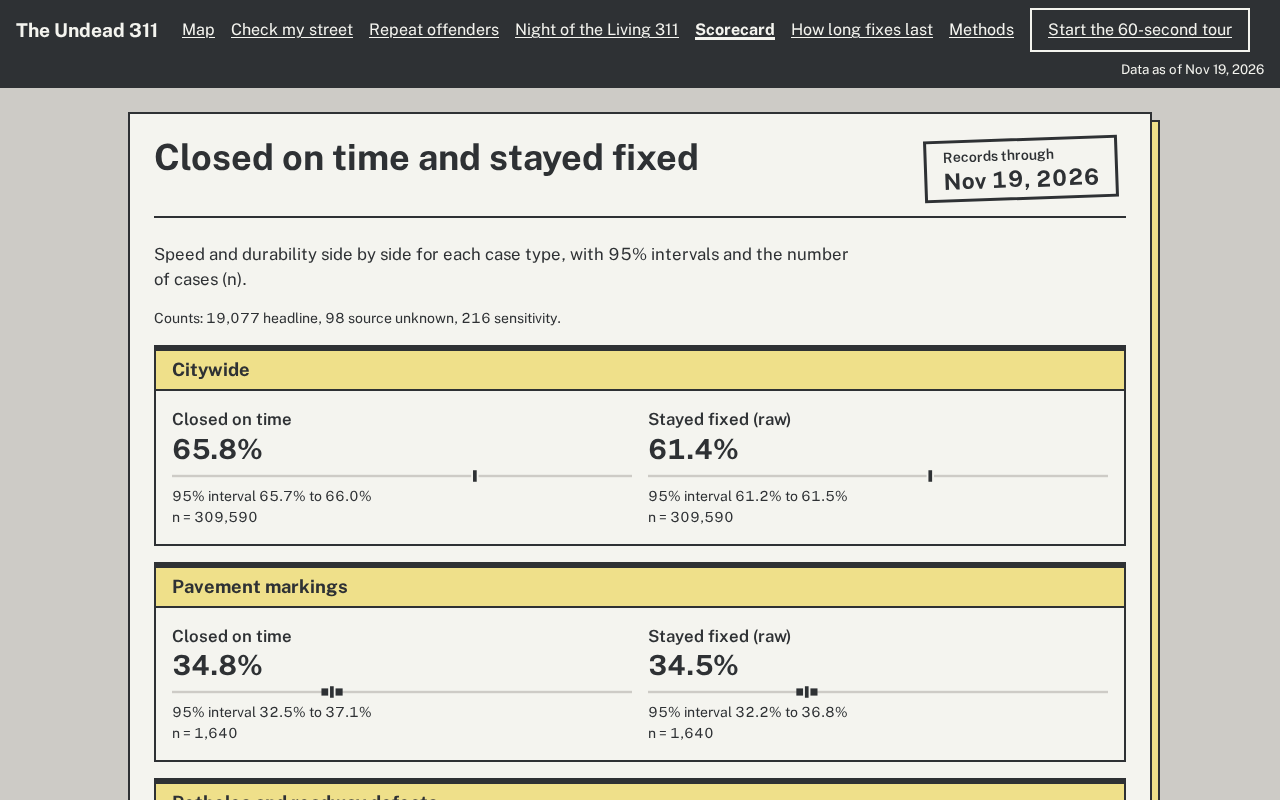 The Undead 311
Map
Check my street
Repeat offenders
Night of the Living 311
Scorecard
How long fixes last
Methods
Start the 60-second tour
Data as of Nov 19, 2026
Closed on time and stayed fixed
Records through
Nov 19, 2026
Speed and durability side by side for each case type, with 95% intervals and the number
of cases (n).
Counts: 19,077 headline, 98 source unknown, 216 sensitivity.
Citywide
Closed on time
65.8%
95% interval 65.7% to 66.0%
n = 309,590
Stayed fixed (raw)
61.4%
95% interval 61.2% to 61.5%
n = 309,590
Pavement markings
Closed on time
34.8%
95% interval 32.5% to 37.1%
n = 1,640
Stayed fixed (raw)
34.5%
95% interval 32.2% to 36.8%
n = 1,640
Potholes and roadway defects